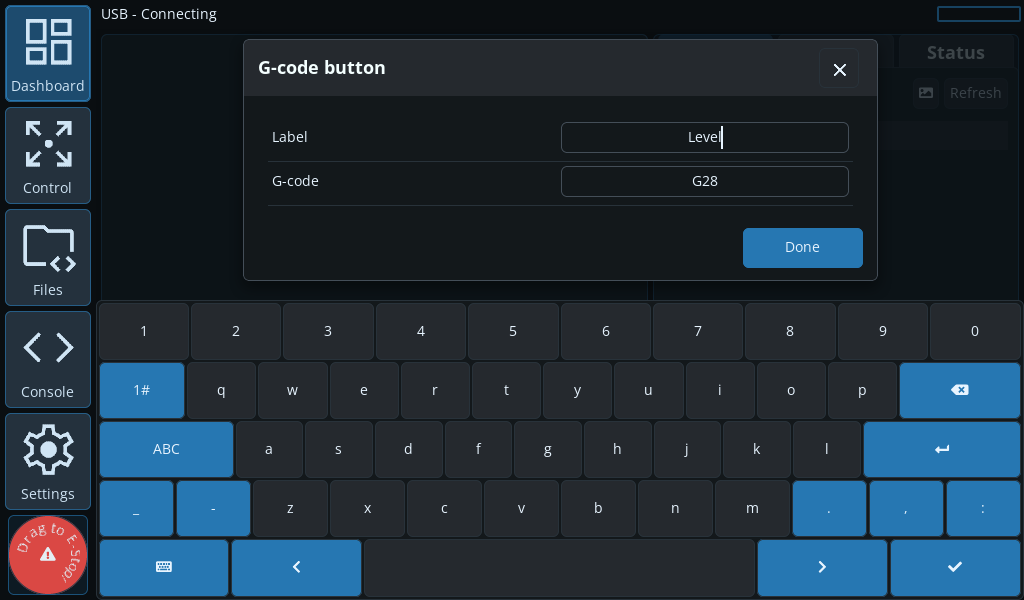 USB - Connecting
Dashboard
Control
Files
Console
Settings
Drag to E-Stop!
G-code button
Label
Level
G-code
G28
Done
Status
Refresh
1 2 3 4 5 6 7 8 9 0
1# q w e r t y u i o p
ABC a s d f g h j k l
_ - z x c v b n m . , :